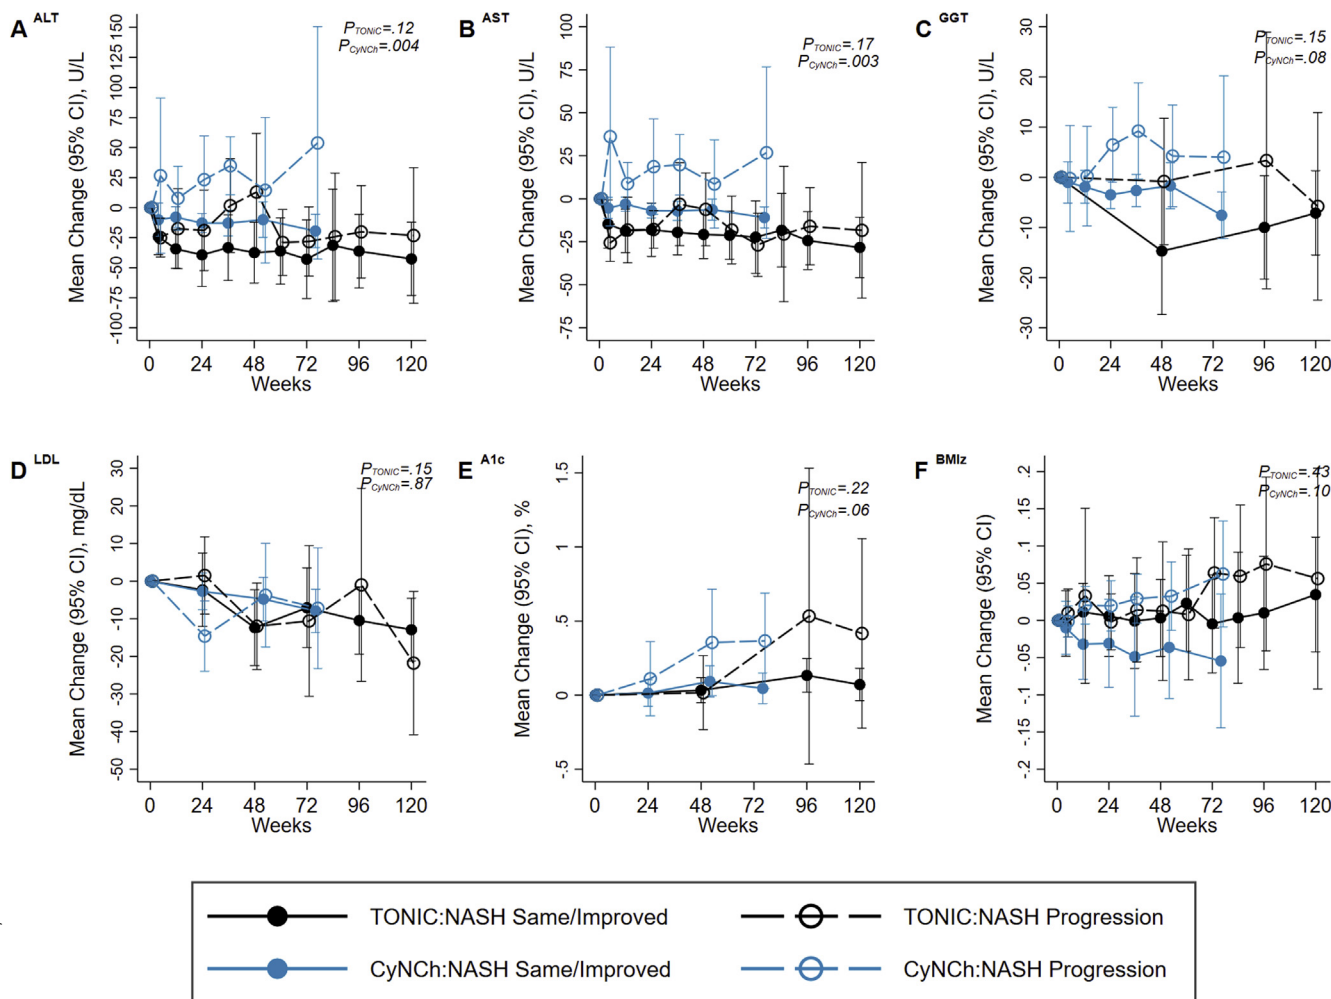 A ALT
Mean Change (95% CI), U/L
150
125
100
75
50
25
0
-25
-50
-75
-100
P_TONIC=.12
P_CyNCh=.004
0 24 48 72 96 120
Weeks
B AST
Mean Change (95% CI), U/L
100
75
50
25
0
-25
-50
-75
P_TONIC=.17
P_CyNCh=.003
0 24 48 72 96 120
Weeks
C GGT
Mean Change (95% CI), U/L
30
20
10
0
-10
-20
-30
P_TONIC=.15
P_CyNCh=.08
0 24 48 72 96 120
Weeks
D LDL
Mean Change (95% CI), mg/dL
30
20
10
0
-10
-20
-30
-40
-50
P_TONIC=.15
P_CyNCh=.87
0 24 48 72 96 120
Weeks
E A1c
Mean Change (95% CI), %
1.5
1
.5
0
-.5
P_TONIC=.22
P_CyNCh=.06
0 24 48 72 96 120
Weeks
F BMIz
Mean Change (95% CI)
.2
.15
.1
.05
0
-.05
-.1
-.15
-.2
P_TONIC=.43
P_CyNCh=.10
0 24 48 72 96 120
Weeks
TONIC:NASH Same/Improved
TONIC:NASH Progression
CyNCh:NASH Same/Improved
CyNCh:NASH Progression